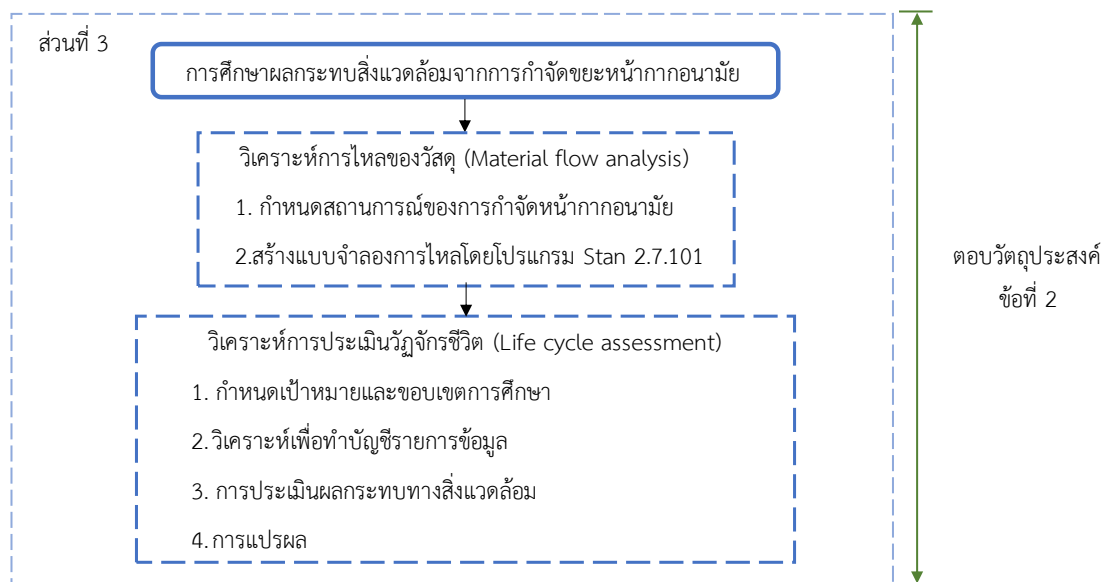 ส่วนที่ 3
การศึกษาผลกระทบสิ่งแวดล้อมจากการกำจัดขยะหน้ากากอนามัย
วิเคราะห์การไหลของวัสดุ (Material flow analysis)
1. กำหนดสถานการณ์ของการกำจัดหน้ากากอนามัย
2.สร้างแบบจำลองการไหลโดยโปรแกรม Stan 2.7.101
วิเคราะห์การประเมินวัฏจักรชีวิต (Life cycle assessment)
1. กำหนดเป้าหมายและขอบเขตการศึกษา
2. วิเคราะห์เพื่อทำบัญชีรายการข้อมูล
3. การประเมินผลกระทบทางสิ่งแวดล้อม
4. การแปรผล
ตอบวัตถุประสงค์
ข้อที่ 2